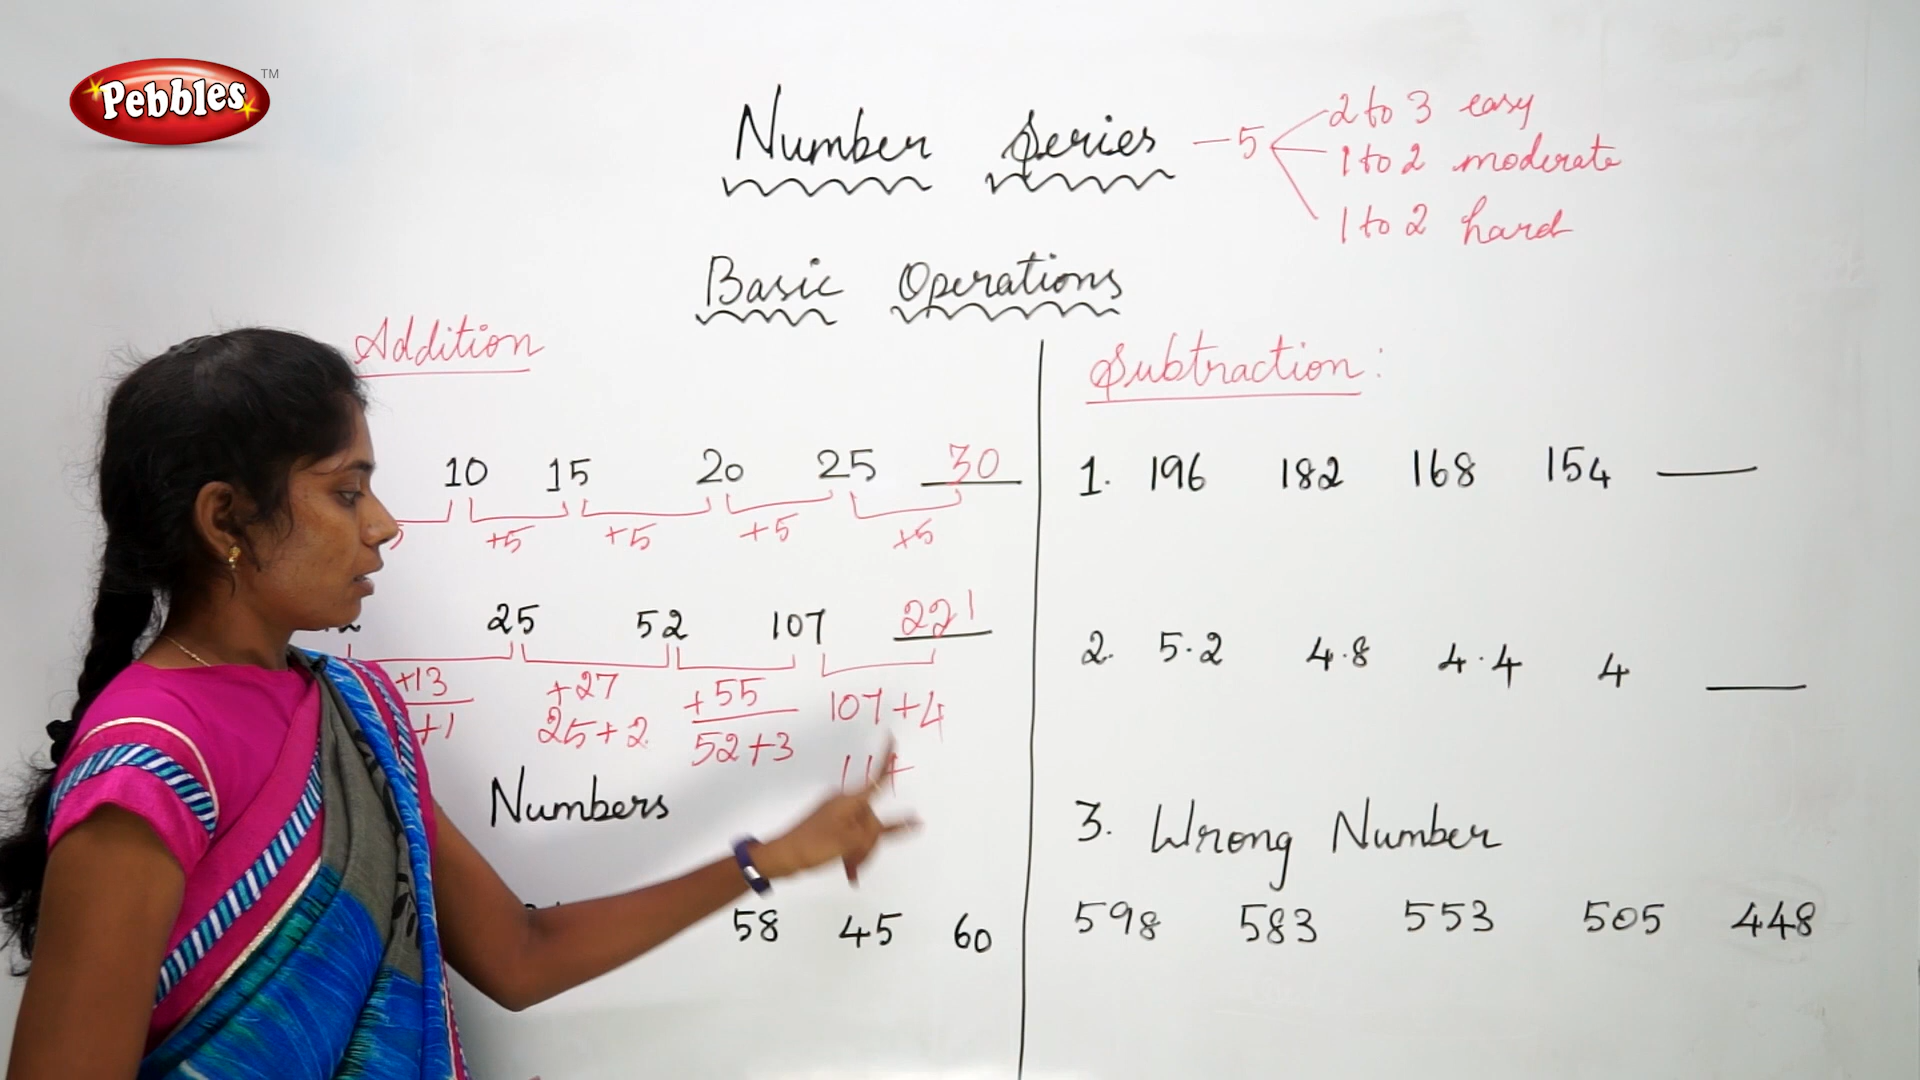 Pebbles TM
Number Series - 5
2 to 3 easy
1 to 2 moderate
1 to 2 hard
Basic Operations
Addition
10 15 20 25 30
+5 +5 +5 +5
25 52 107 221
+13 +27 +55 107+4
+1 25+2 52+3
114
Numbers
58 45 60
Subtraction:
1. 196 182 168 154 ___
2. 5.2 4.8 4.4 4 ___
3. Wrong Number
598 583 553 505 448